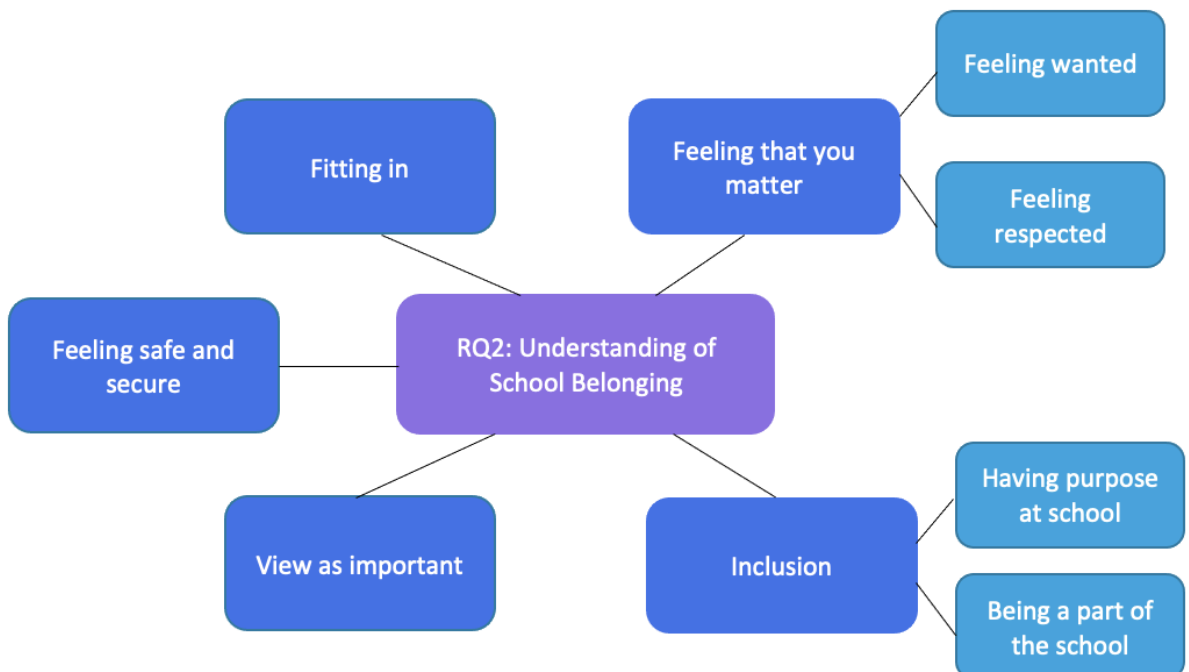 Feeling wanted
Fitting in
Feeling that you
matter
Feeling
respected
Feeling safe and
secure
RQ2: Understanding of
School Belonging
View as important
Inclusion
Having purpose
at school
Being a part of
the school